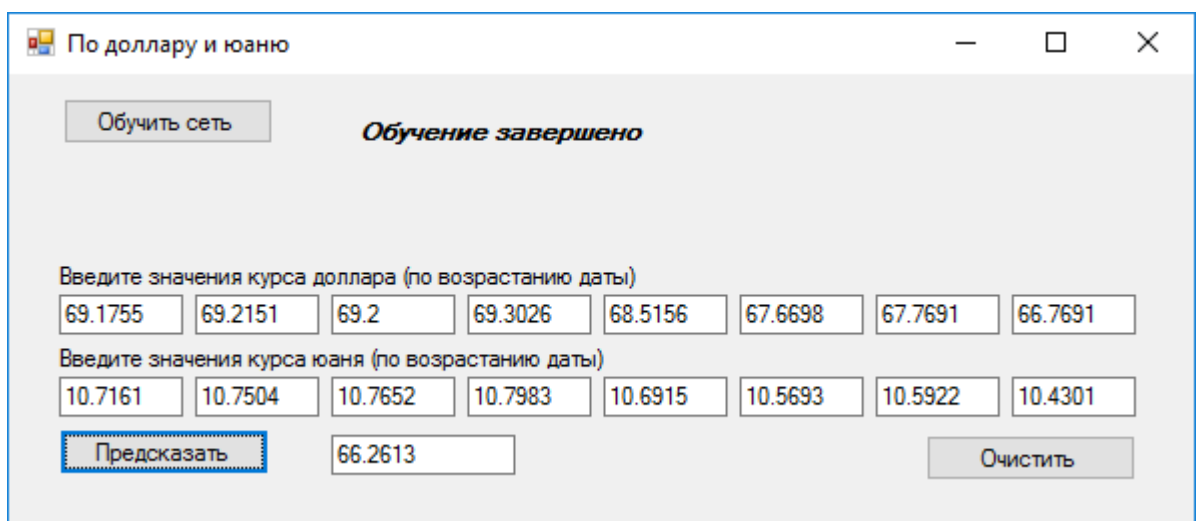 По доллару и юаню
Обучить сеть Обучение завершено
Введите значения курса доллара (по возрастанию даты)
69.1755 69.2151 69.2 69.3026 68.5156 67.6698 67.7691 66.7691
Введите значения курса юаня (по возрастанию даты)
10.7161 10.7504 10.7652 10.7983 10.6915 10.5693 10.5922 10.4301
Предсказать 66.2613 Очистить